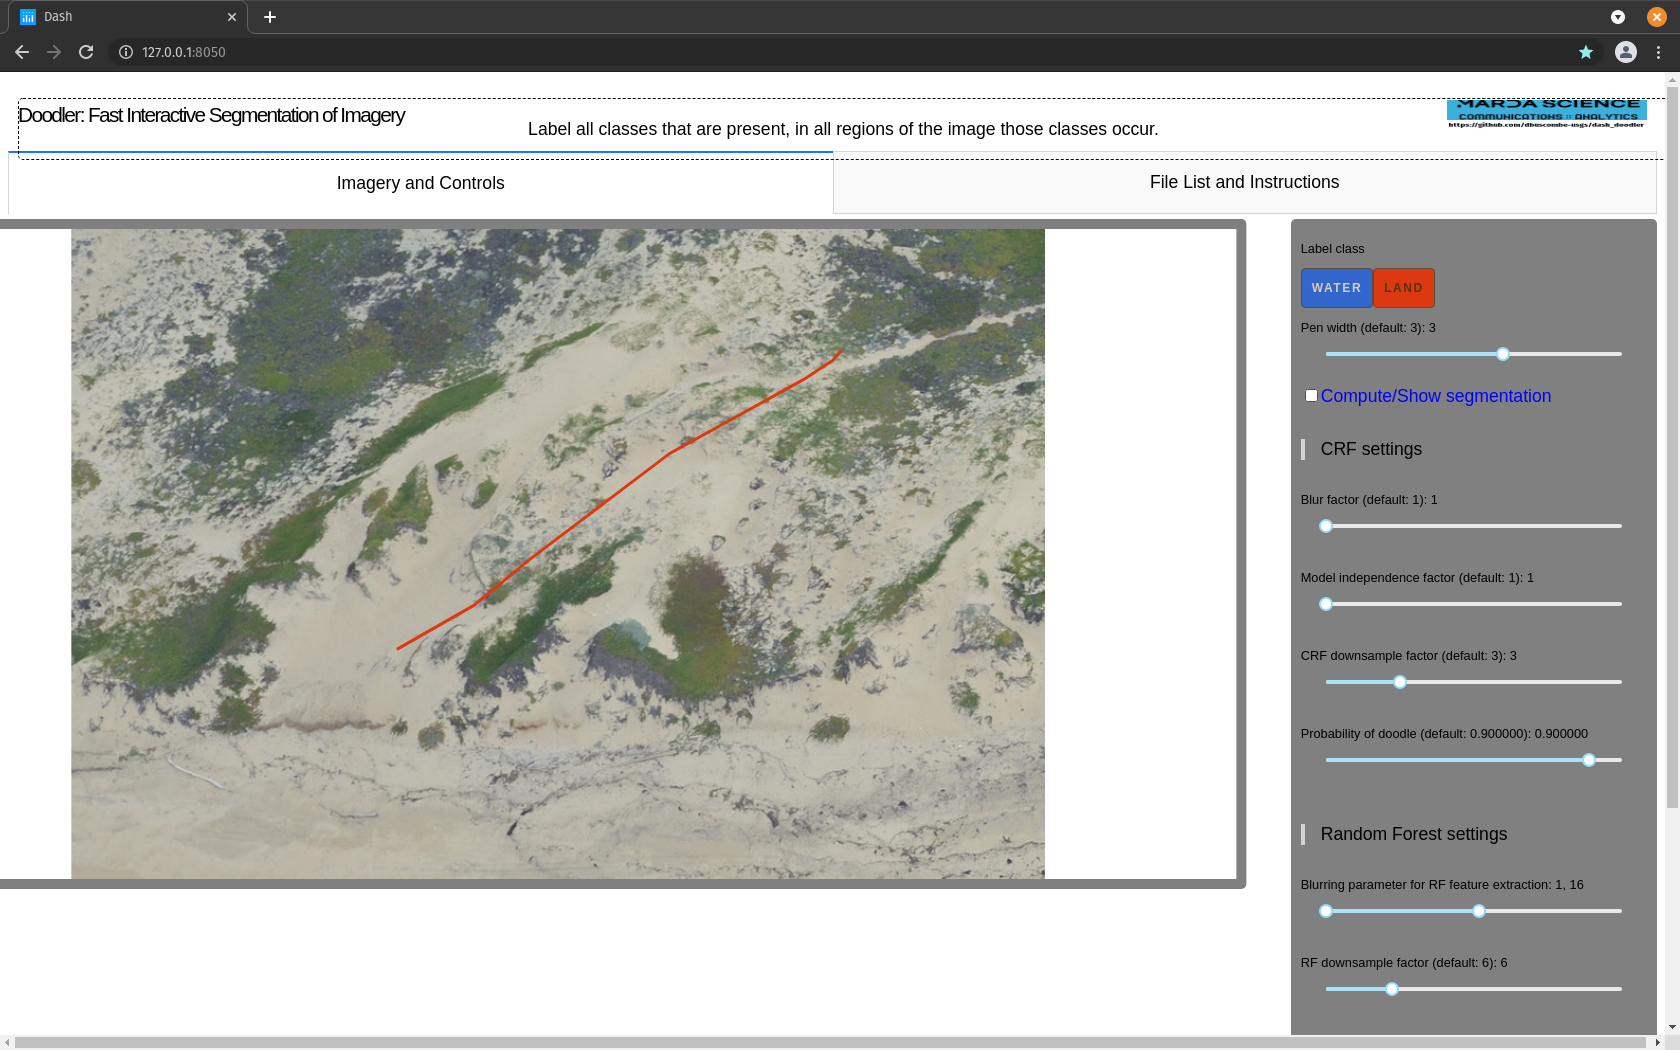 Dash
127.0.0.1:8050
Doodler: Fast Interactive Segmentation of Imagery
Label all classes that are present, in all regions of the image those classes occur.
MARDA SCIENCE
COMMUNICATIONS :: ANALYTICS
https://github.com/dbuscombe-usgs/dash_doodler
Imagery and Controls
File List and Instructions
Label class
WATER
LAND
Pen width (default: 3): 3
Compute/Show segmentation
CRF settings
Blur factor (default: 1): 1
Model independence factor (default: 1): 1
CRF downsample factor (default: 3): 3
Probability of doodle (default: 0.900000): 0.900000
Random Forest settings
Blurring parameter for RF feature extraction: 1, 16
RF downsample factor (default: 6): 6